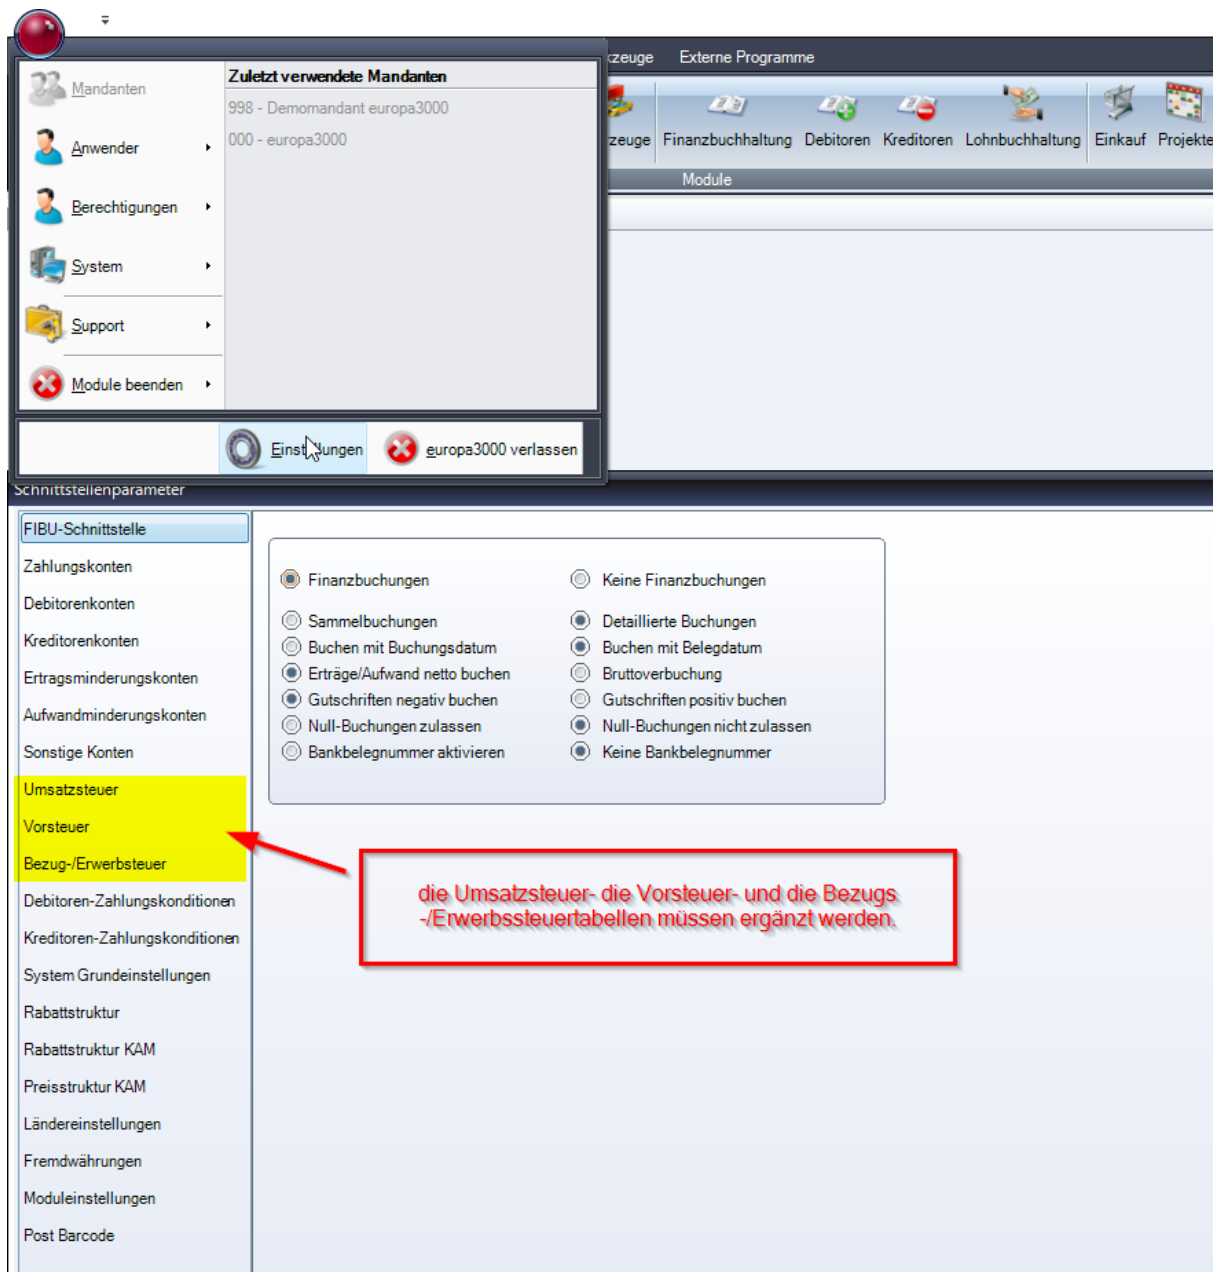 kzeuge Externe Programme
Mandanten
Anwender
Berechtigungen
System
Support
Module beenden
Zuletzt verwendete Mandanten
998 - Demomandant europa3000
000 - europa3000
zeuge Finanzbuchhaltung Debitoren Kreditoren Lohnbuchhaltung Einkauf Projekte
Module
Einstellungen europa3000 verlassen
Schnittstellenparameter
FIBU-Schnittstelle
Zahlungskonten
Debitorenkonten
Kreditorenkonten
Ertragsminderungskonten
Aufwandminderungskonten
Sonstige Konten
Umsatzsteuer
Vorsteuer
Bezug-/Erwerbsteuer
Debitoren-Zahlungskonditionen
Kreditoren-Zahlungskonditionen
System Grundeinstellungen
Rabattstruktur
Rabattstruktur KAM
Preisstruktur KAM
Ländereinstellungen
Fremdwährungen
Moduleinstellungen
Post Barcode
Finanzbuchungen Keine Finanzbuchungen
Sammelbuchungen Detaillierte Buchungen
Buchen mit Buchungsdatum Buchen mit Belegdatum
Erträge/Aufwand netto buchen Bruttoverbuchung
Gutschriften negativ buchen Gutschriften positiv buchen
Null-Buchungen zulassen Null-Buchungen nicht zulassen
Bankbelegnummer aktivieren Keine Bankbelegnummer
die Umsatzsteuer- die Vorsteuer- und die Bezugs
-/Erwerbssteuertabellen müssen ergänzt werden.